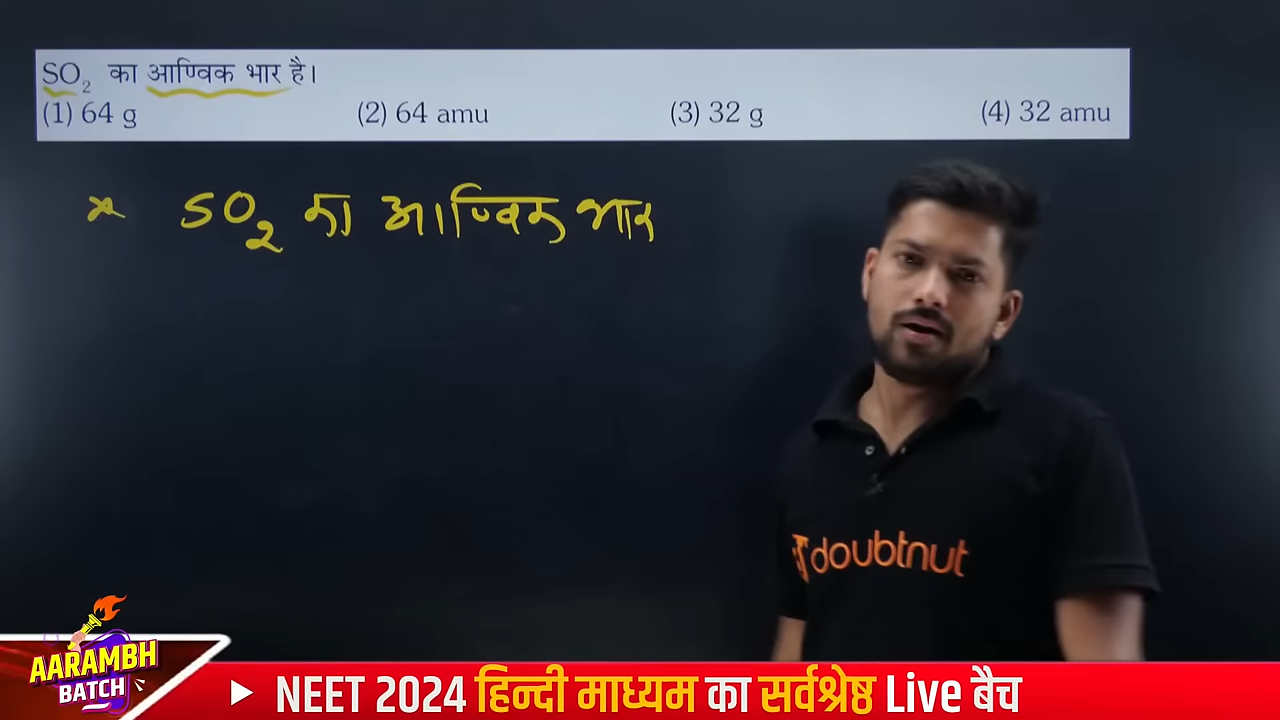 SO₂ का आण्विक भार है।
(1) 64 g (2) 64 amu (3) 32 g (4) 32 amu
* SO₂ का आण्विक भार
doubtnut
AARAMBH
BATCH
NEET 2024 हिन्दी माध्यम का सर्वश्रेष्ठ Live बैच